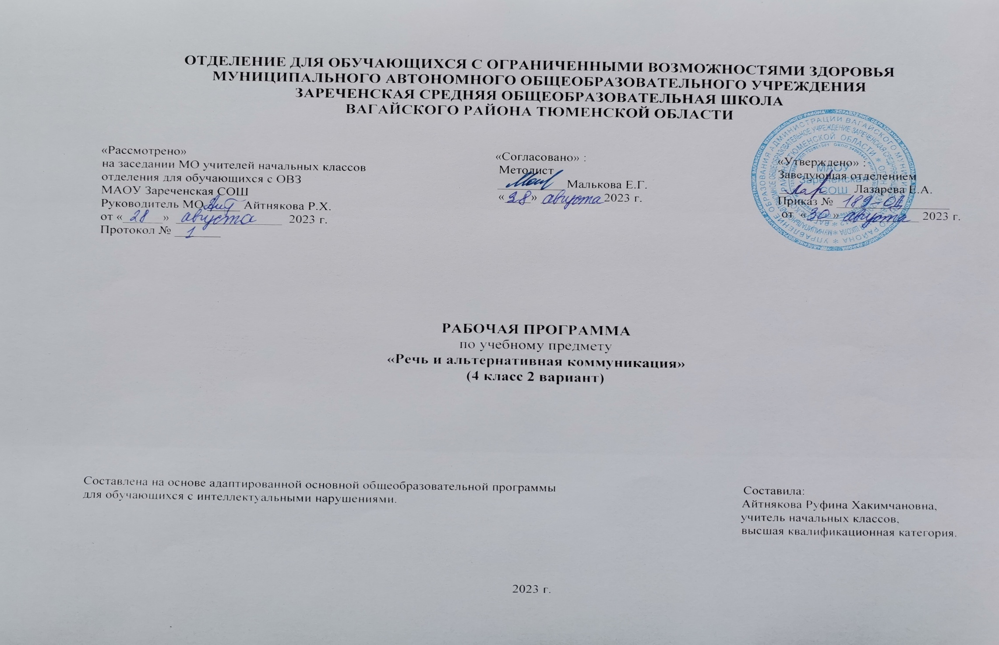 ОТДЕЛЕНИЕ ДЛЯ ОБУЧАЮЩИХСЯ С ОГРАНИЧЕННЫМИ ВОЗМОЖНОСТЯМИ ЗДОРОВЬЯ
МУНИЦИПАЛЬНОГО АВТОНОМНОГО ОБЩЕОБРАЗОВАТЕЛЬНОГО УЧРЕЖДЕНИЯ
ЗАРЕЧЕНСКАЯ СРЕДНЯЯ ОБЩЕОБРАЗОВАТЕЛЬНАЯ ШКОЛА
ВАГАЙСКОГО РАЙОНА ТЮМЕНСКОЙ ОБЛАСТИ
«Рассмотрено»
на заседании МО учителей начальных классов
отделения для обучающихся с ОВЗ
МАОУ Зареченская СОШ
Руководитель МО Айтнякова Р.Х.
от «28» августа 2023 г.
Протокол № 1
«Согласовано» :
Методист
Малькова Е.Г.
«28» августа 2023 г.
«Утверждено» :
Заведующая отделением
Лазарева Е.А.
Приказ № 189-ОД
от «30» августа 2023 г.
МАОУ
Зареченская
СОШ
РАБОЧАЯ ПРОГРАММА
по учебному предмету
«Речь и альтернативная коммуникация»
(4 класс 2 вариант)
Составлена на основе адаптированной основной общеобразовательной программы
для обучающихся с интеллектуальными нарушениями.
Составила:
Айтнякова Руфина Хакимчановна,
учитель начальных классов,
высшая квалификационная категория.
2023 г.